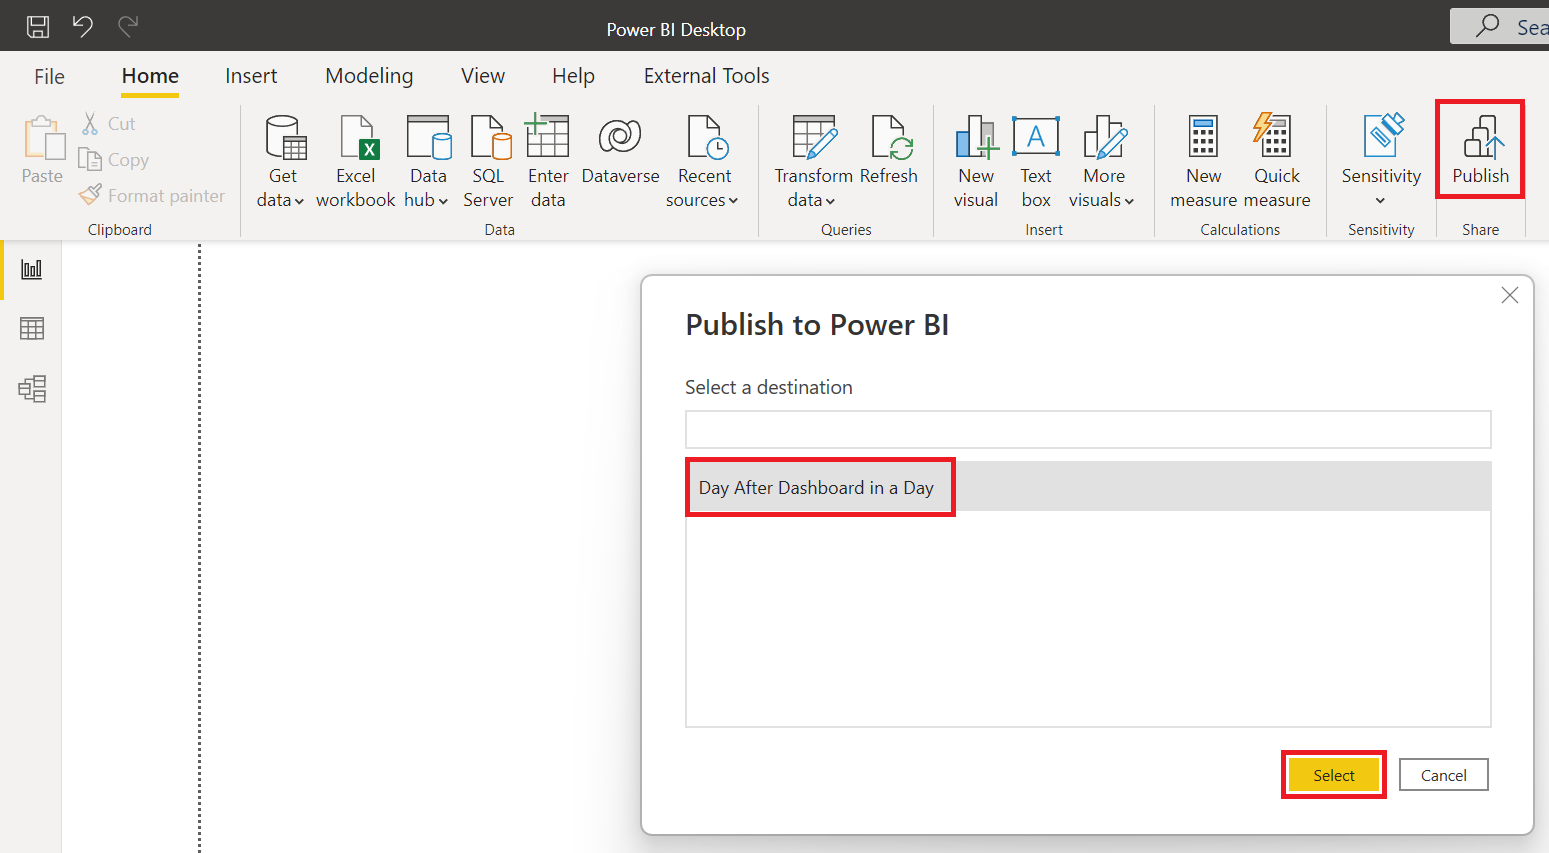 Power BI Desktop
Sea
File Home Insert Modeling View Help External Tools
Paste
Cut
Copy
Format painter
Clipboard
Get
data
Excel
workbook
Data
hub
SQL
Server
Enter
data
Dataverse
Recent
sources
Data
Transform
data
Refresh
Queries
New
visual
Text
box
A
More
visuals
Insert
New
measure
Quick
measure
Calculations
Sensitivity
Sensitivity
Publish
Share
Publish to Power BI
Select a destination
Day After Dashboard in a Day
Select Cancel